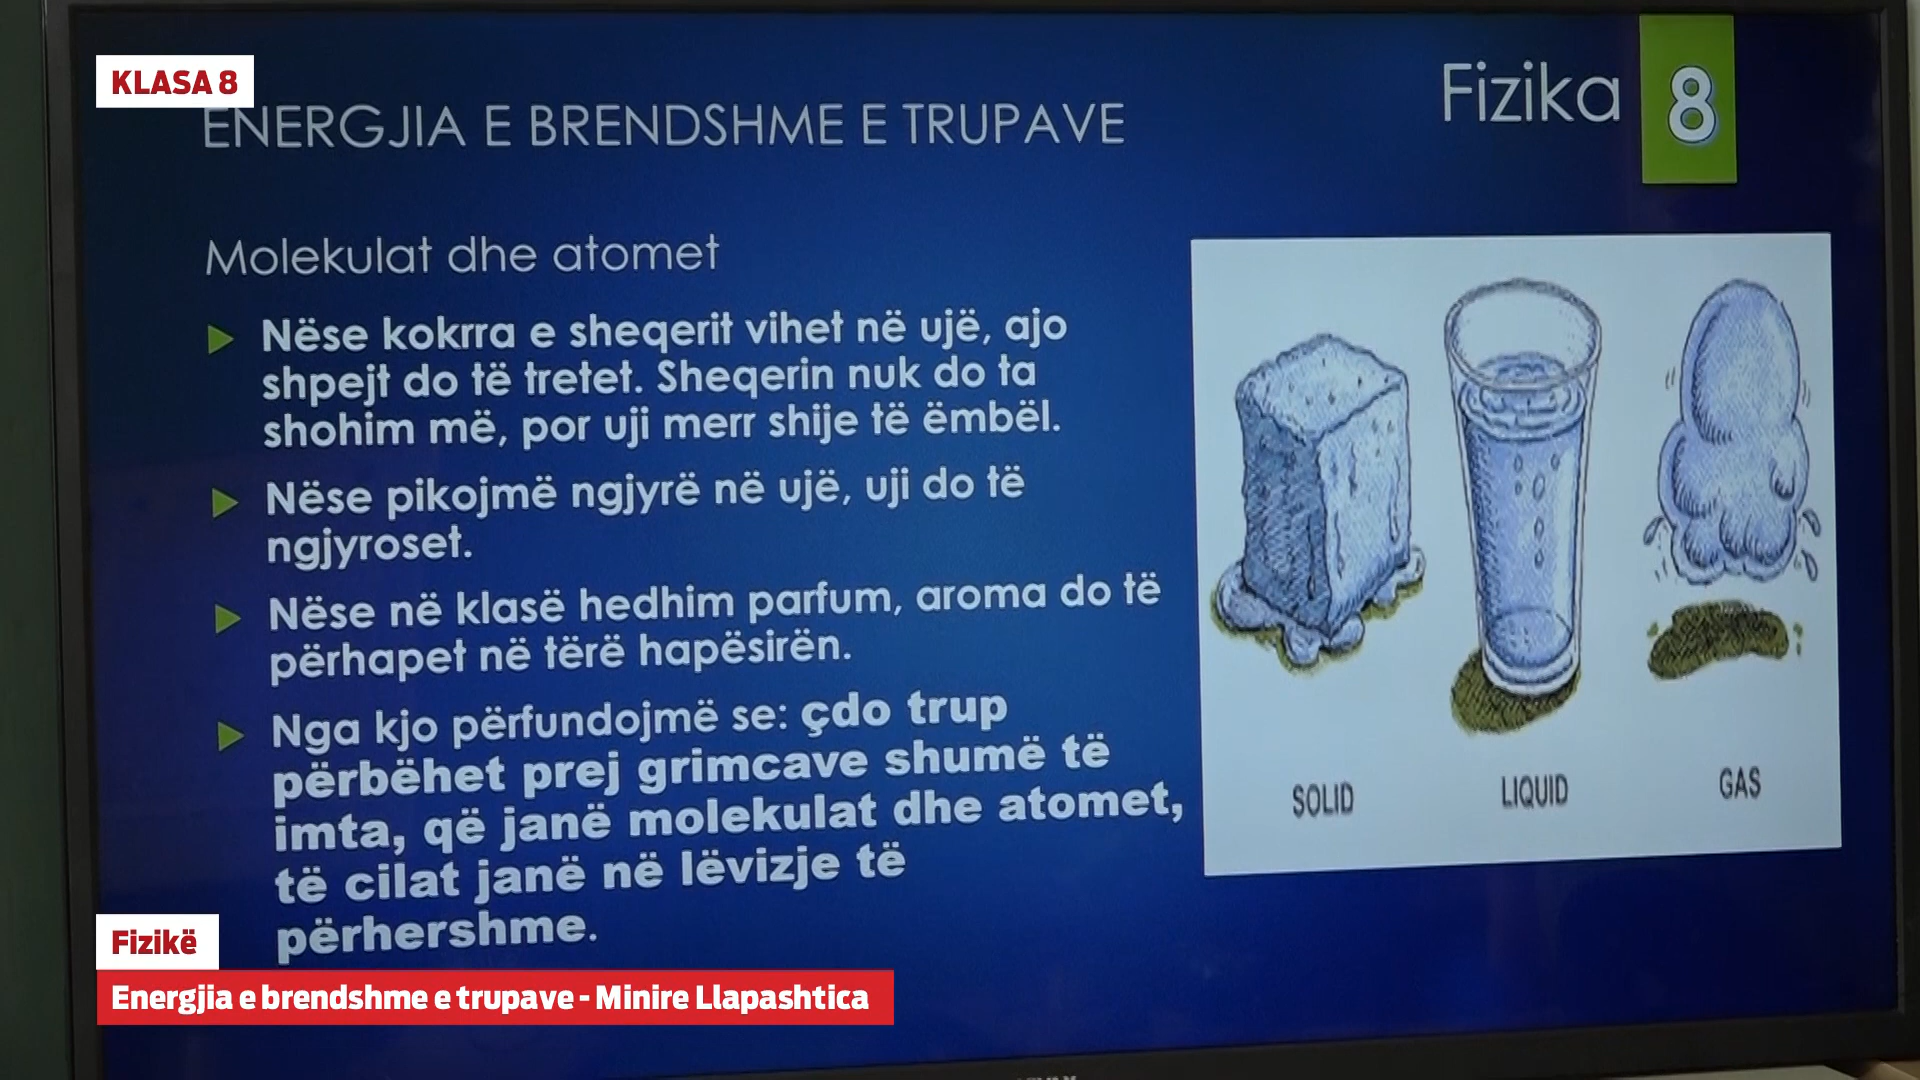 KLASA 8
ENERGJIA E BRENDSHME E TRUPAVE
Fizika
8
Molekulat dhe atomet
Nëse kokrra e sheqerit vihet në ujë, ajo
shpejt do të tretet. Sheqerin nuk do ta
shohim më, por uji merr shije të ëmbël.
Nëse pikojmë ngjyrë në ujë, uji do të
ngjyroset.
Nëse në klasë hedhim parfum, aroma do të
përhapet në tërë hapësirën.
Nga kjo përfundojmë se: çdo trup
përbëhet prej grimcave shumë të
imta, që janë molekulat dhe atomet,
të cilat janë në lëvizje të
përhershme.
SOLID
LIQUID
GAS
Fizikë
Energjia e brendshme e trupave - Minire Llapashtica